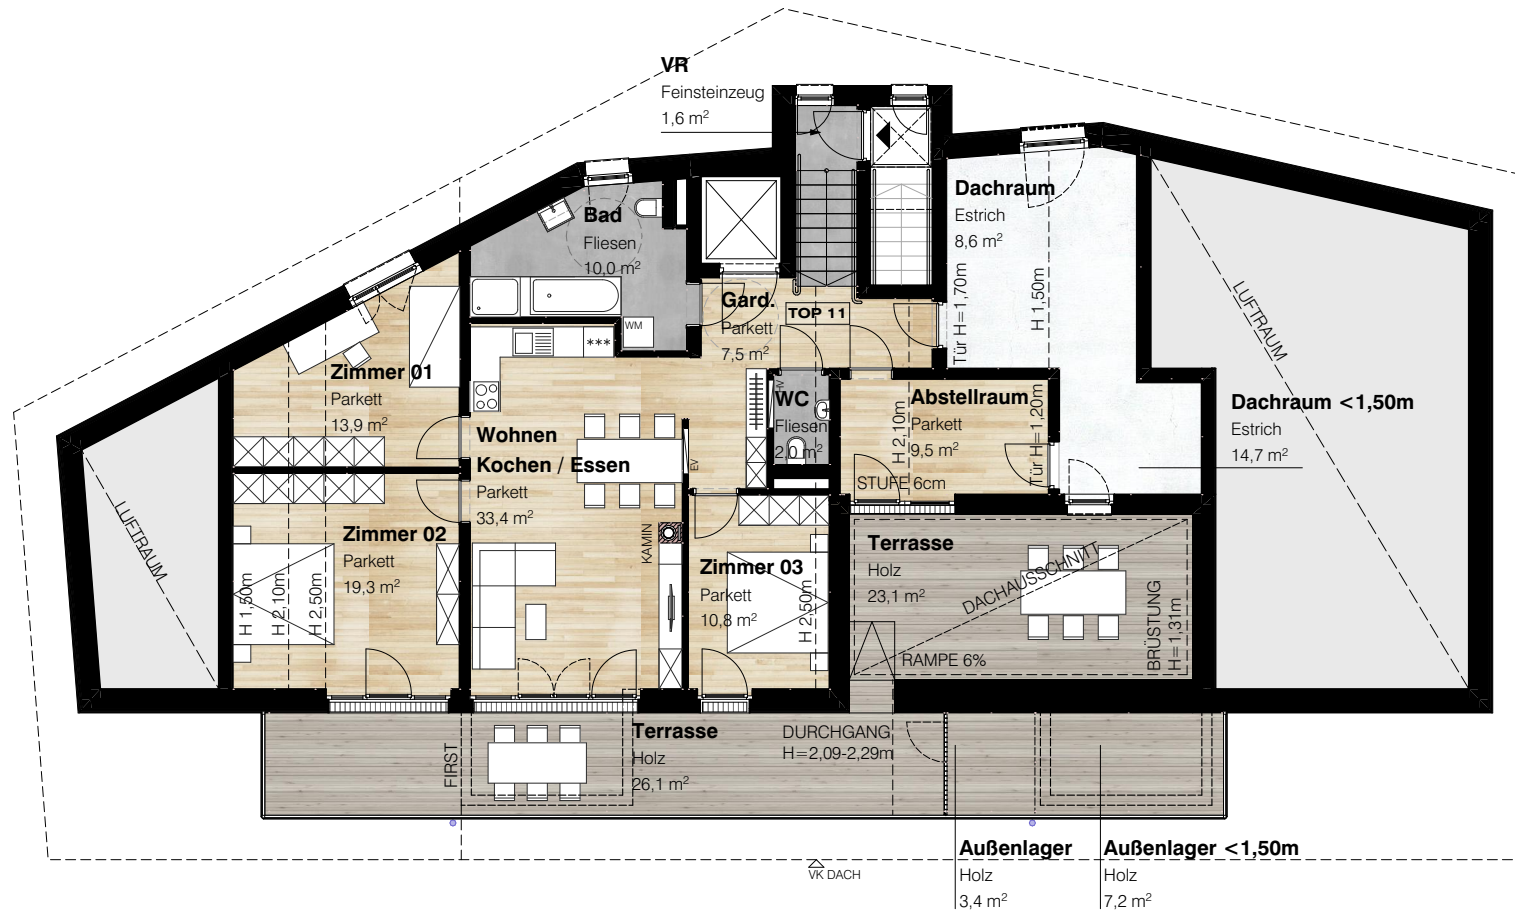 VR
Feinsteinzeug
1,6 m²
Bad
Fliesen
10,0 m²
WM
Gard.
Parkett
7,5 m²
TOP 11
Dachraum
Estrich
8,6 m²
Tür H=1,70m
H 1,50m
LUFTRAUM
Zimmer 01
Parkett
13,9 m²
***
Wohnen
Kochen / Essen
Parkett
33,4 m²
EV
HV
WC
Fliesen
2,0 m²
Abstellraum
Parkett
9,5 m²
H 2,10m
Tür H=1,20m
STUFE 6cm
Dachraum <1,50m
Estrich
14,7 m²
LUFTRAUM
Zimmer 02
Parkett
19,3 m²
H 1,50m
H 2,10m
H 2,50m
KAMIN
Zimmer 03
Parkett
10,8 m²
H 2,50m
Terrasse
Holz
23,1 m²
DACHAUSSCHNITT
BRÜSTUNG
H=1,31m
RAMPE 6%
FIRST
Terrasse
Holz
26,1 m²
DURCHGANG
H=2,09-2,29m
VK DACH
Außenlager
Holz
3,4 m²
Außenlager <1,50m
Holz
7,2 m²